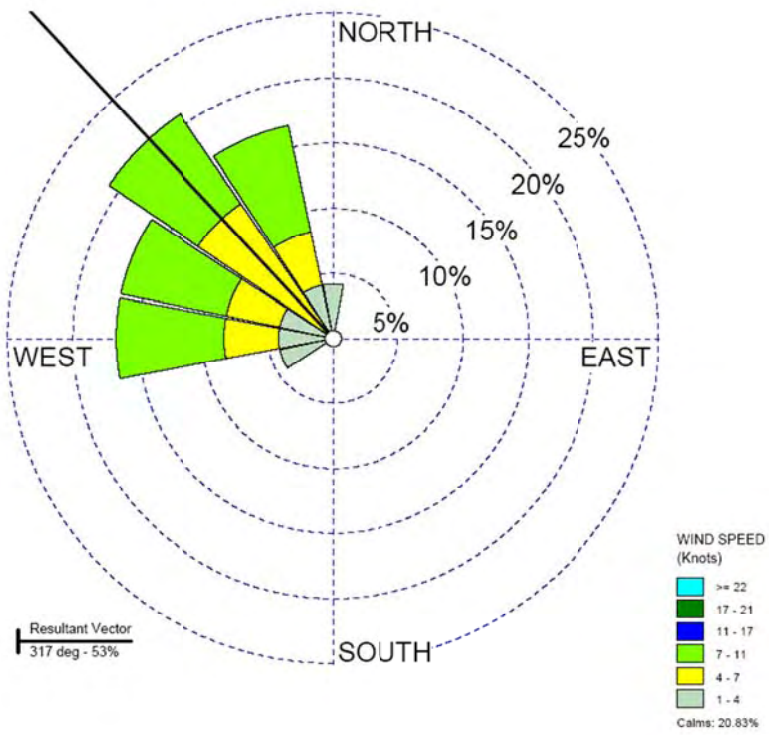 NORTH
25%
20%
15%
10%
5%
WEST
EAST
SOUTH
Resultant Vector
317 deg - 53%
WIND SPEED
(Knots)
>= 22
17 - 21
11 - 17
7 - 11
4 - 7
1 - 4
Calms: 20.83%